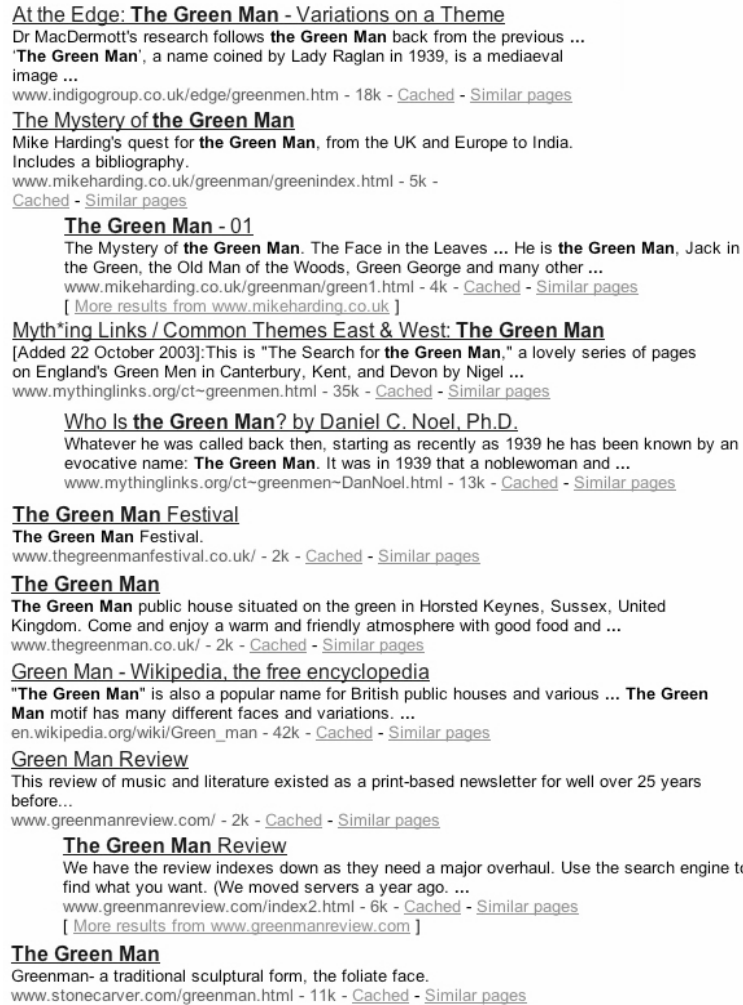 At the Edge: The Green Man - Variations on a Theme
Dr MacDermott's research follows the Green Man back from the previous ...
'The Green Man', a name coined by Lady Raglan in 1939, is a mediaeval
image ...
www.indigogroup.co.uk/edge/greenmen.htm - 18k - Cached - Similar pages
The Mystery of the Green Man
Mike Harding's quest for the Green Man, from the UK and Europe to India.
Includes a bibliography.
www.mikeharding.co.uk/greenman/greenindex.html - 5k -
Cached - Similar pages
The Green Man - 01
The Mystery of the Green Man. The Face in the Leaves ... He is the Green Man, Jack in
the Green, the Old Man of the Woods, Green George and many other ...
www.mikeharding.co.uk/greenman/green1.html - 4k - Cached - Similar pages
[ More results from www.mikeharding.co.uk ]
Myth*ing Links / Common Themes East & West: The Green Man
[Added 22 October 2003]:This is "The Search for the Green Man," a lovely series of pages
on England's Green Men in Canterbury, Kent, and Devon by Nigel ...
www.mythinglinks.org/ct~greenmen.html - 35k - Cached - Similar pages
Who Is the Green Man? by Daniel C. Noel, Ph.D.
Whatever he was called back then, starting as recently as 1939 he has been known by an
evocative name: The Green Man. It was in 1939 that a noblewoman and ...
www.mythinglinks.org/ct~greenmen~DanNoel.html - 13k - Cached - Similar pages
The Green Man Festival
The Green Man Festival.
www.thegreenmanfestival.co.uk/ - 2k - Cached - Similar pages
The Green Man
The Green Man public house situated on the green in Horsted Keynes, Sussex, United
Kingdom. Come and enjoy a warm and friendly atmosphere with good food and ...
www.thegreenman.co.uk/ - 2k - Cached - Similar pages
Green Man - Wikipedia, the free encyclopedia
"The Green Man" is also a popular name for British public houses and various ... The Green
Man motif has many different faces and variations. ...
en.wikipedia.org/wiki/Green_man - 42k - Cached - Similar pages
Green Man Review
This review of music and literature existed as a print-based newsletter for well over 25 years
before...
www.greenmanreview.com/ - 2k - Cached - Similar pages
The Green Man Review
We have the review indexes down as they need a major overhaul. Use the search engine to
find what you want. (We moved servers a year ago. ...
www.greenmanreview.com/index2.html - 6k - Cached - Similar pages
[ More results from www.greenmanreview.com ]
The Green Man
Greenman- a traditional sculptural form, the foliate face.
www.stonecarver.com/greenman.html - 11k - Cached - Similar pages